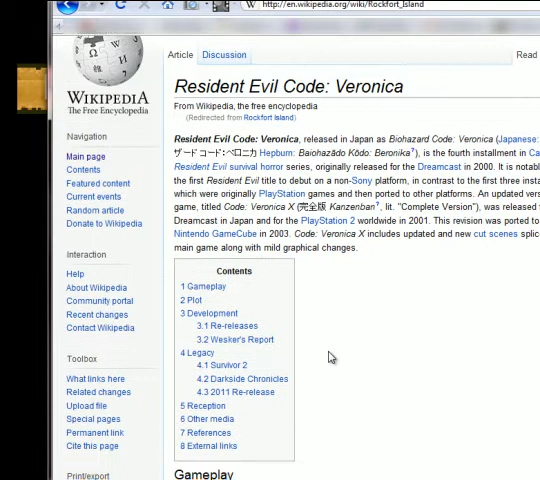 http://en.wikipedia.org/wiki/Rockfort_Island
W
WIKIPEDIA
The Free Encyclopedia
Article Discussion Read
Resident Evil Code: Veronica
From Wikipedia, the free encyclopedia
(Redirected from Rockfort Island)
Resident Evil Code: Veronica, released in Japan as Biohazard Code: Veronica (Japanese:
ザード コード:ベロニカ Hepburn: Baiohazādo Kōdo: Beronika?), is the fourth installment in Ca
Resident Evil survival horror series, originally released for the Dreamcast in 2000. It is notabl
the first Resident Evil title to debut on a non-Sony platform, in contrast to the first three insta
which were originally PlayStation games and then ported to other platforms. An updated vers
game, titled Code: Veronica X (完全版 Kanzenban?, lit. "Complete Version"), was released
Dreamcast in Japan and for the PlayStation 2 worldwide in 2001. This revision was ported to
Nintendo GameCube in 2003. Code: Veronica X includes updated and new cut scenes splic
main game along with mild graphical changes.
Navigation
Main page
Contents
Featured content
Current events
Random article
Donate to Wikipedia
Interaction
Help
About Wikipedia
Community portal
Recent changes
Contact Wikipedia
Toolbox
What links here
Related changes
Upload file
Special pages
Permanent link
Cite this page
Print/export
Contents
1 Gameplay
2 Plot
3 Development
3.1 Re-releases
3.2 Wesker's Report
4 Legacy
4.1 Survivor 2
4.2 Darkside Chronicles
4.3 2011 Re-release
5 Reception
6 Other media
7 References
8 External links
Gameplay